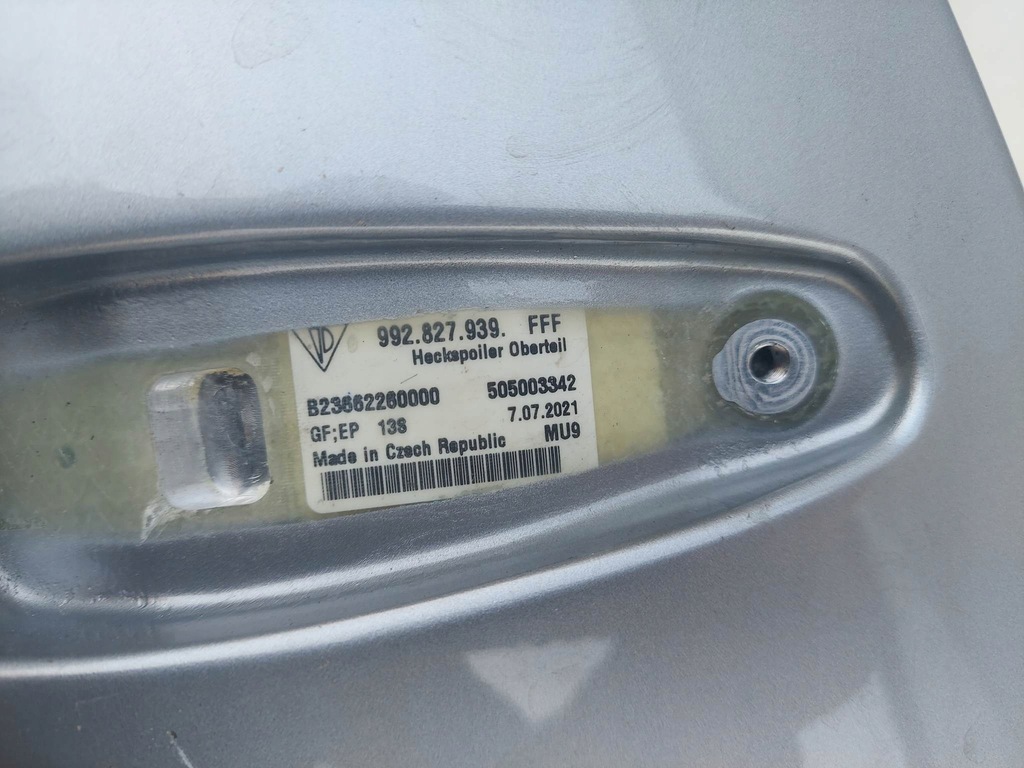 992.827.939. FFF
Heckspoiler Oberteil
B23662260000 505003342
GF;EP 13S 7.07.2021
Made in Czech Republic MU9